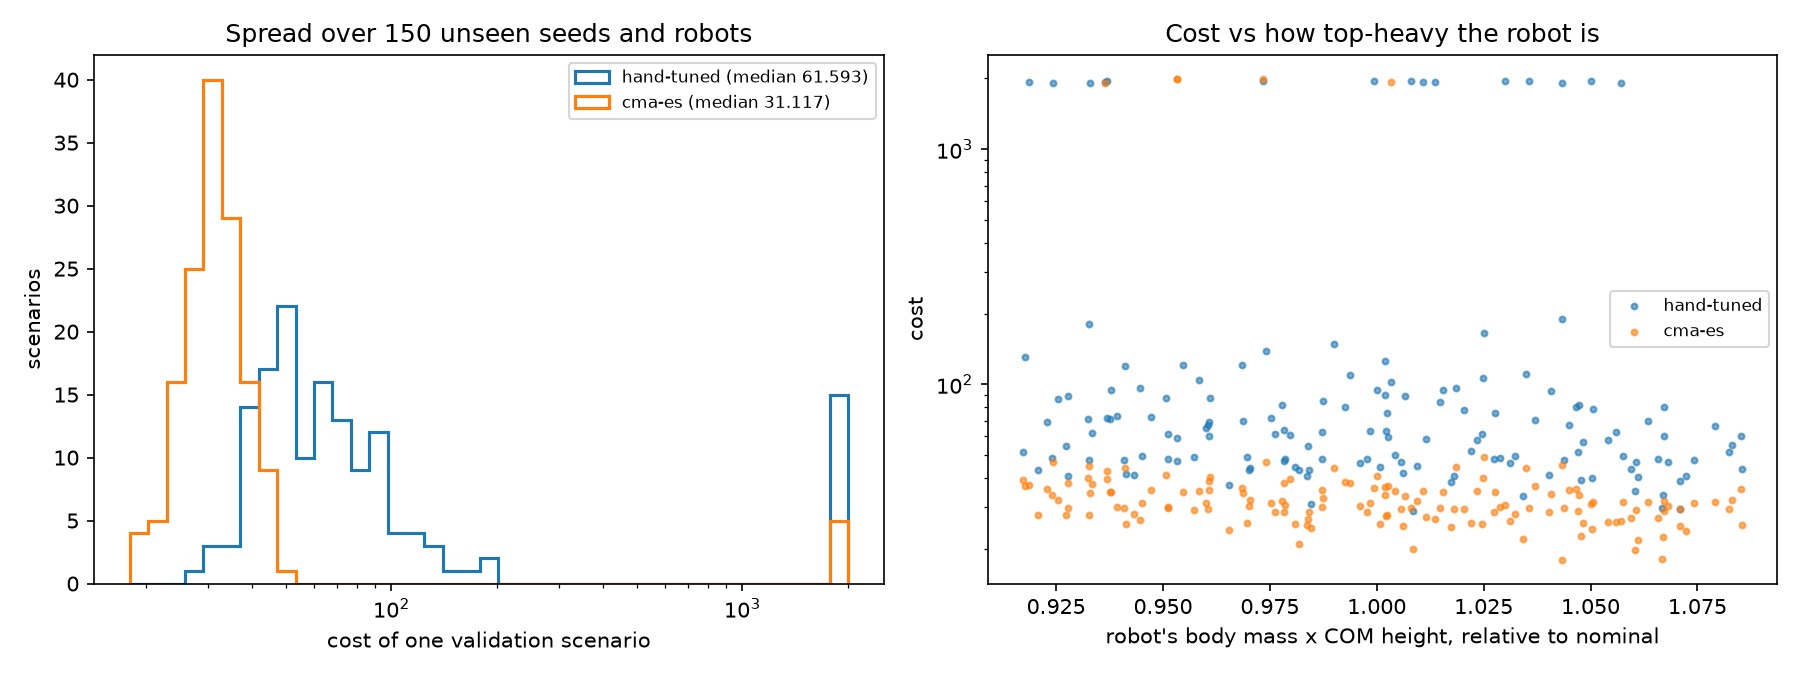 Spread over 150 unseen seeds and robots
40
35
30
25
20
15
10
5
0
scenarios
hand-tuned (median 61.593)
cma-es (median 31.117)
10²
10³
cost of one validation scenario
Cost vs how top-heavy the robot is
10³
10²
cost
hand-tuned
cma-es
0.925
0.950
0.975
1.000
1.025
1.050
1.075
robot's body mass x COM height, relative to nominal